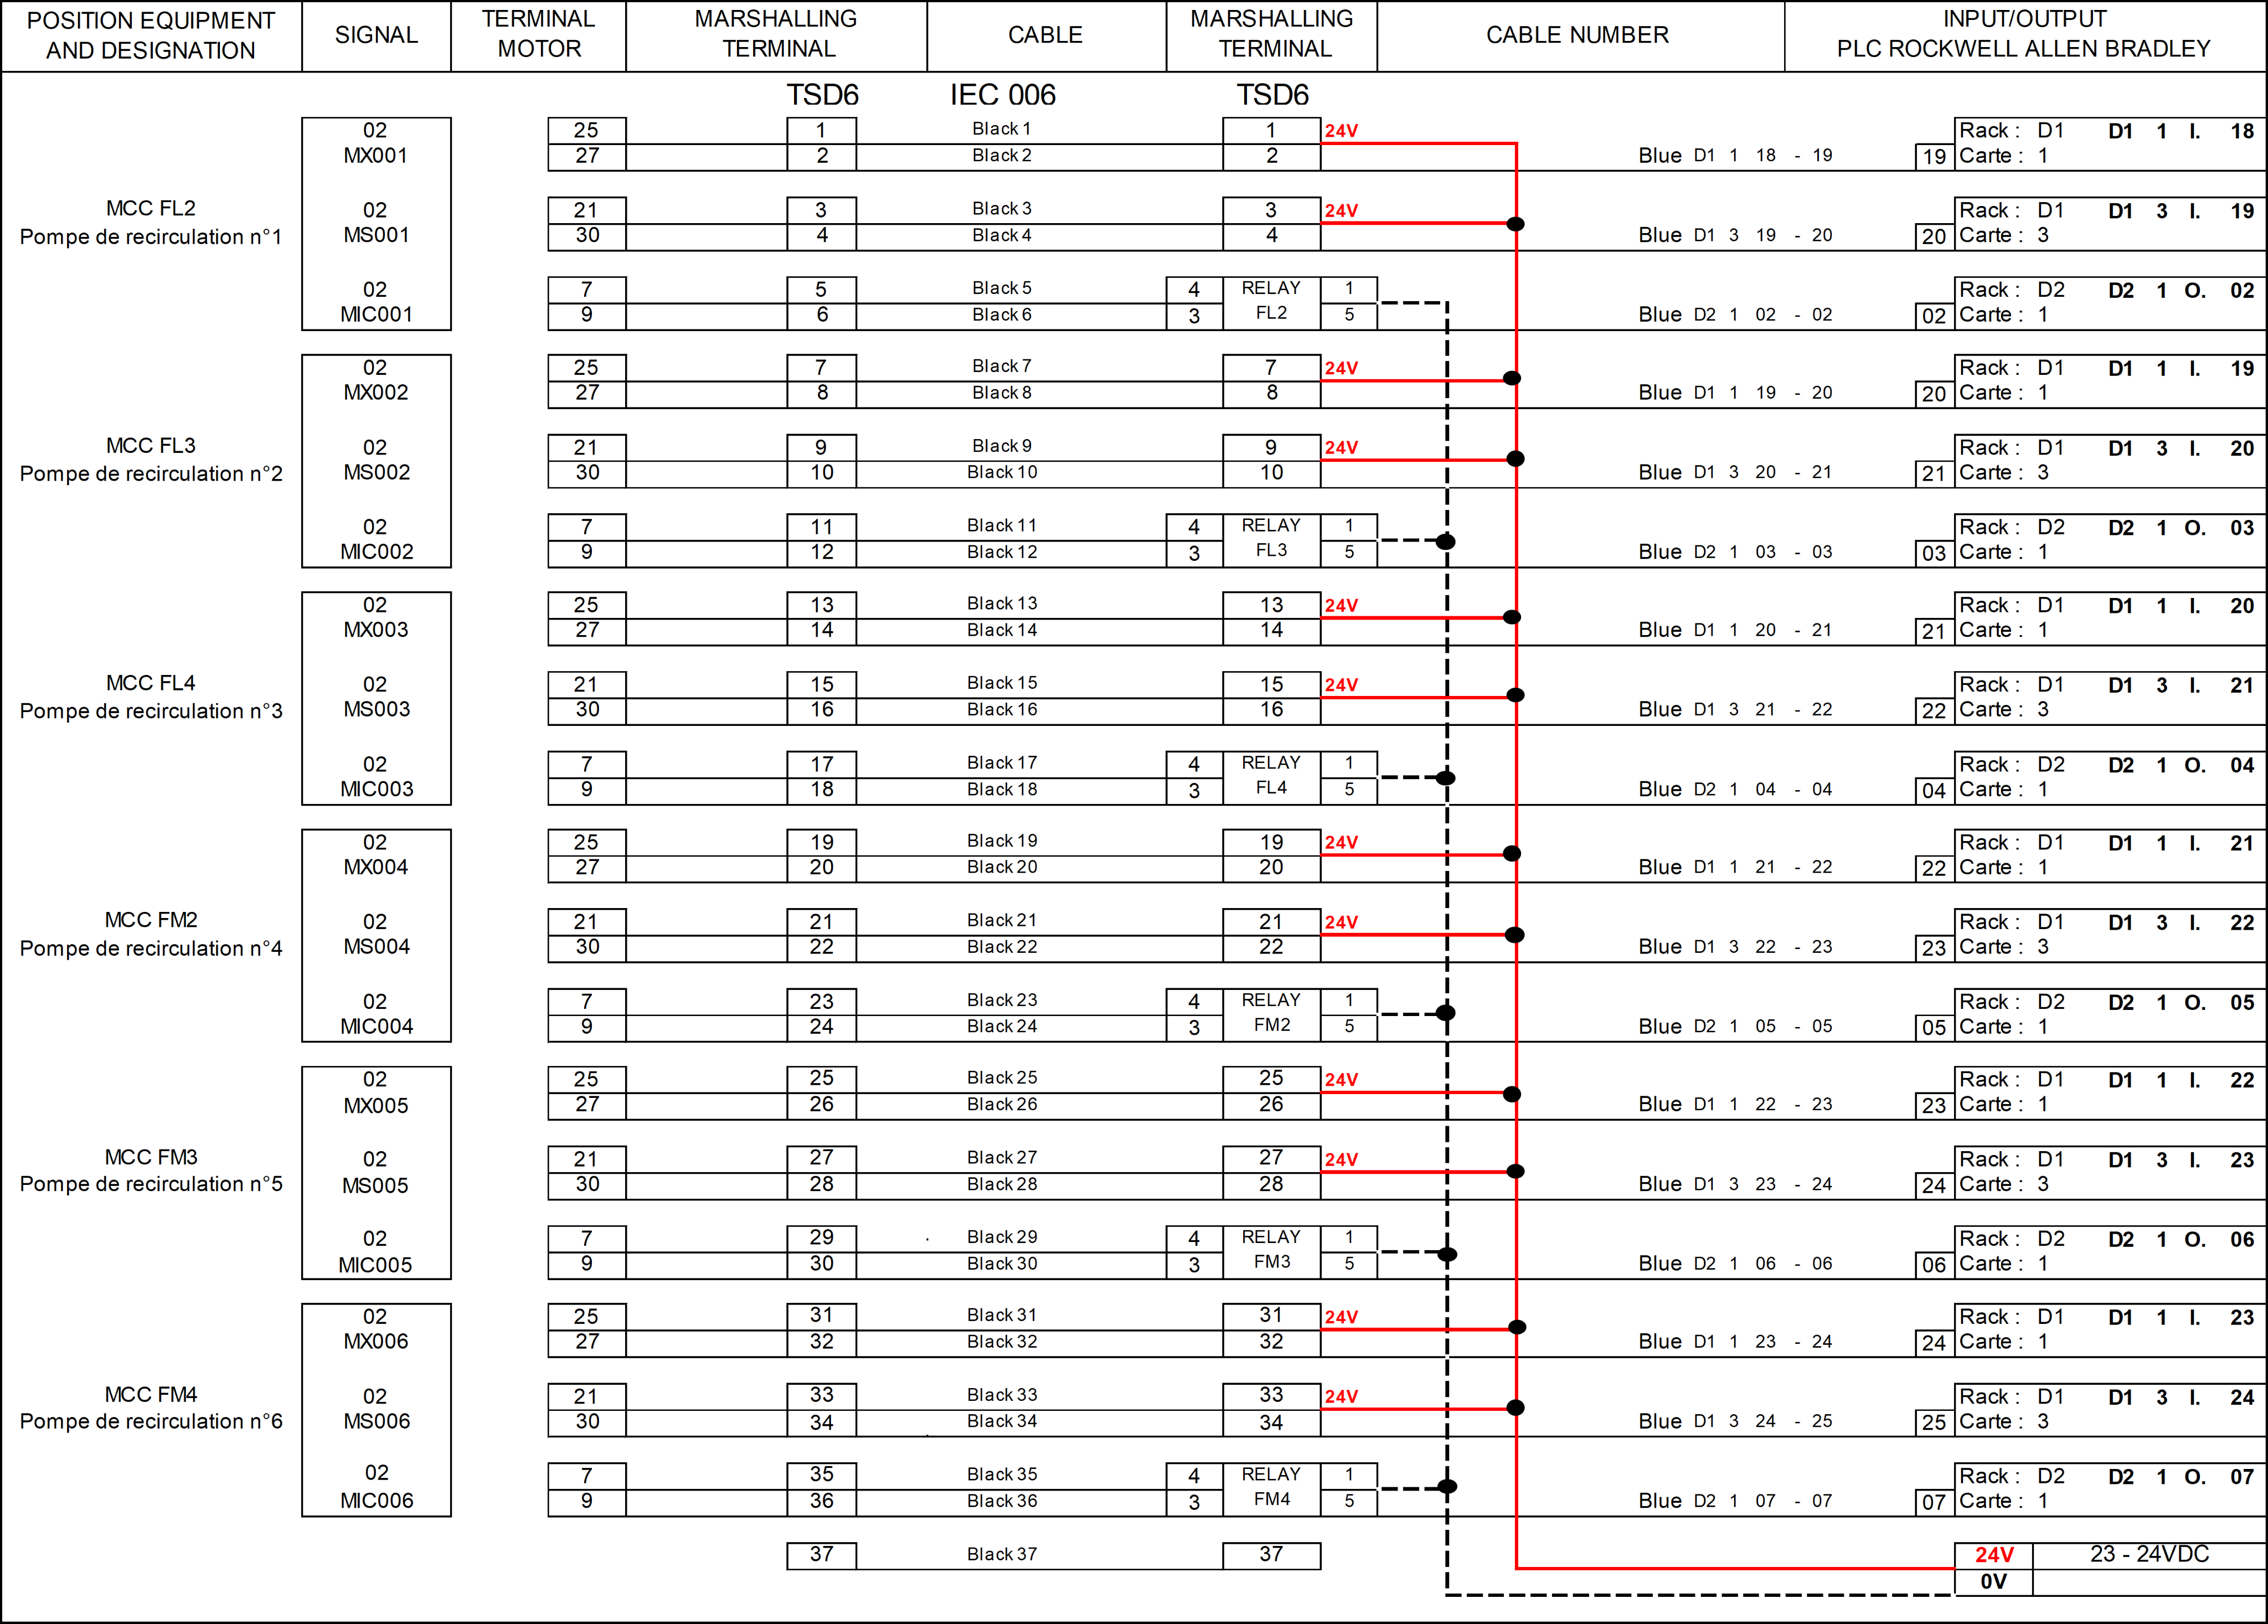 POSITION EQUIPMENT AND DESIGNATION SIGNAL TERMINAL MOTOR MARSHALLING TERMINAL CABLE MARSHALLING TERMINAL CABLE NUMBER INPUT/OUTPUT PLC ROCKWELL ALLEN BRADLEY
TSD6 IEC 006 TSD6
02 25 1 Black 1 1 24V Rack : D1 D1 1 I. 18
MX001 27 2 Black 2 2 Blue D1 1 18 - 19 19 Carte : 1
MCC FL2 02 21 3 Black 3 3 24V Rack : D1 D1 3 I. 19
Pompe de recirculation n°1 MS001 30 4 Black 4 4 Blue D1 3 19 - 20 20 Carte : 3
02 7 5 Black 5 4 RELAY 1 Rack : D2 D2 1 O. 02
MIC001 9 6 Black 6 3 FL2 5 Blue D2 1 02 - 02 02 Carte : 1
02 25 7 Black 7 7 24V Rack : D1 D1 1 I. 19
MX002 27 8 Black 8 8 Blue D1 1 19 - 20 20 Carte : 1
MCC FL3 02 21 9 Black 9 9 24V Rack : D1 D1 3 I. 20
Pompe de recirculation n°2 MS002 30 10 Black 10 10 Blue D1 3 20 - 21 21 Carte : 3
02 7 11 Black 11 4 RELAY 1 Rack : D2 D2 1 O. 03
MIC002 9 12 Black 12 3 FL3 5 Blue D2 1 03 - 03 03 Carte : 1
02 25 13 Black 13 13 24V Rack : D1 D1 1 I. 20
MX003 27 14 Black 14 14 Blue D1 1 20 - 21 21 Carte : 1
MCC FL4 02 21 15 Black 15 15 24V Rack : D1 D1 3 I. 21
Pompe de recirculation n°3 MS003 30 16 Black 16 16 Blue D1 3 21 - 22 22 Carte : 3
02 7 17 Black 17 4 RELAY 1 Rack : D2 D2 1 O. 04
MIC003 9 18 Black 18 3 FL4 5 Blue D2 1 04 - 04 04 Carte : 1
02 25 19 Black 19 19 24V Rack : D1 D1 1 I. 21
MX004 27 20 Black 20 20 Blue D1 1 21 - 22 22 Carte : 1
MCC FM2 02 21 21 Black 21 21 24V Rack : D1 D1 3 I. 22
Pompe de recirculation n°4 MS004 30 22 Black 22 22 Blue D1 3 22 - 23 23 Carte : 3
02 7 23 Black 23 4 RELAY 1 Rack : D2 D2 1 O. 05
MIC004 9 24 Black 24 3 FM2 5 Blue D2 1 05 - 05 05 Carte : 1
02 25 25 Black 25 25 24V Rack : D1 D1 1 I. 22
MX005 27 26 Black 26 26 Blue D1 1 22 - 23 23 Carte : 1
MCC FM3 02 21 27 Black 27 27 24V Rack : D1 D1 3 I. 23
Pompe de recirculation n°5 MS005 30 28 Black 28 28 Blue D1 3 23 - 24 24 Carte : 3
02 7 29 Black 29 4 RELAY 1 Rack : D2 D2 1 O. 06
MIC005 9 30 Black 30 3 FM3 5 Blue D2 1 06 - 06 06 Carte : 1
02 25 31 Black 31 31 24V Rack : D1 D1 1 I. 23
MX006 27 32 Black 32 32 Blue D1 1 23 - 24 24 Carte : 1
MCC FM4 02 21 33 Black 33 33 24V Rack : D1 D1 3 I. 24
Pompe de recirculation n°6 MS006 30 34 Black 34 34 Blue D1 3 24 - 25 25 Carte : 3
02 7 35 Black 35 4 RELAY 1 Rack : D2 D2 1 O. 07
MIC006 9 36 Black 36 3 FM4 5 Blue D2 1 07 - 07 07 Carte : 1
37 Black 37 37 24V 23 - 24VDC
0V